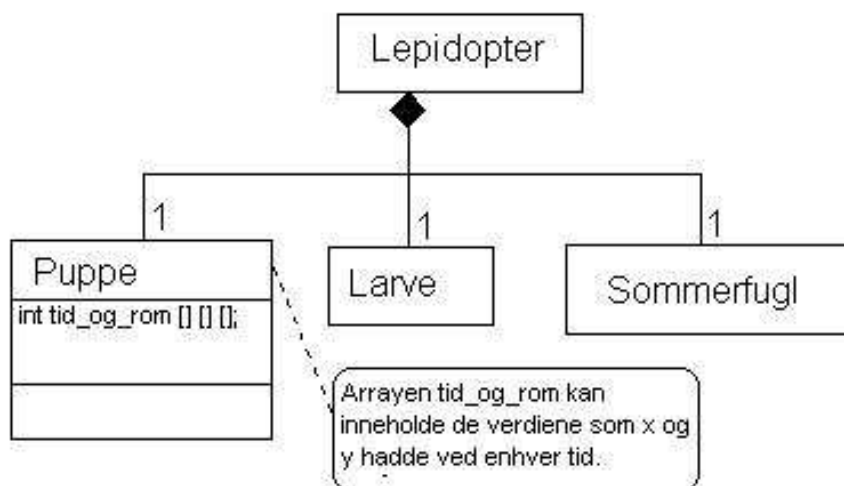 Lepidopter
1
1
1
Puppe
Larve
Sommerfugl
int tid_og_rom [] [] [];
Arrayen tid_og_rom kan
inneholde de verdiene som x og
y hadde ved enhver tid.